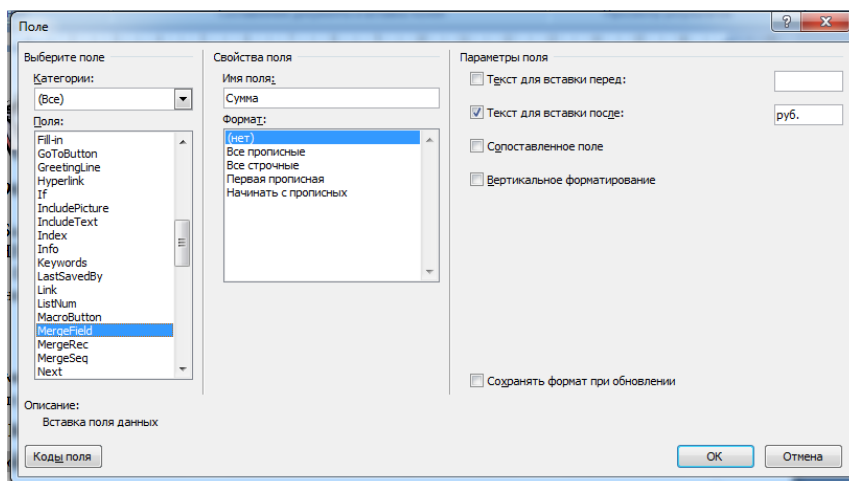 Поле
Выберите поле
Категории:
(Все)
Поля:
Fill-in
GoToButton
GreetingLine
Hyperlink
If
IncludePicture
IncludeText
Index
Info
Keywords
LastSavedBy
Link
ListNum
MacroButton
MergeField
MergeRec
MergeSeq
Next
Свойства поля
Имя поля:
Сумма
Формат:
(нет)
Все прописные
Все строчные
Первая прописная
Начинать с прописных
Параметры поля
Текст для вставки перед:
Текст для вставки после:
руб.
Сопоставленное поле
Вертикальное форматирование
Сохранять формат при обновлении
Описание:
Вставка поля данных
Коды поля
ОК
Отмена